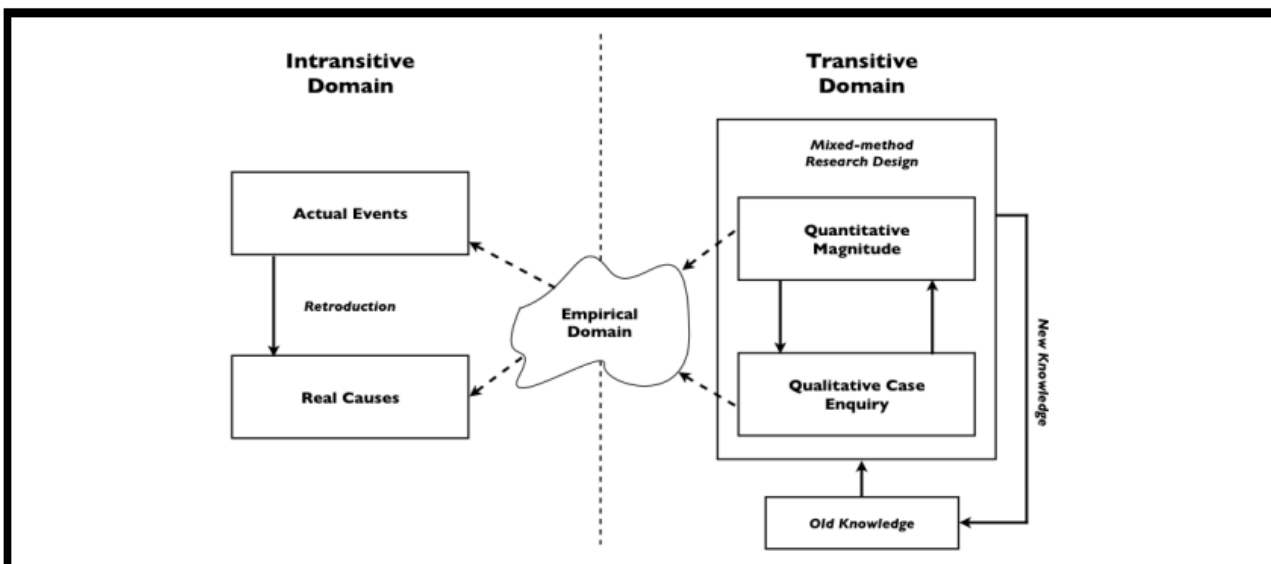 Intransitive
Domain
Transitive
Domain
Mixed-method
Research Design
Actual Events
Quantitative
Magnitude
Retroduction
Empirical
Domain
New Knowledge
Real Causes
Qualitative Case
Enquiry
Old Knowledge